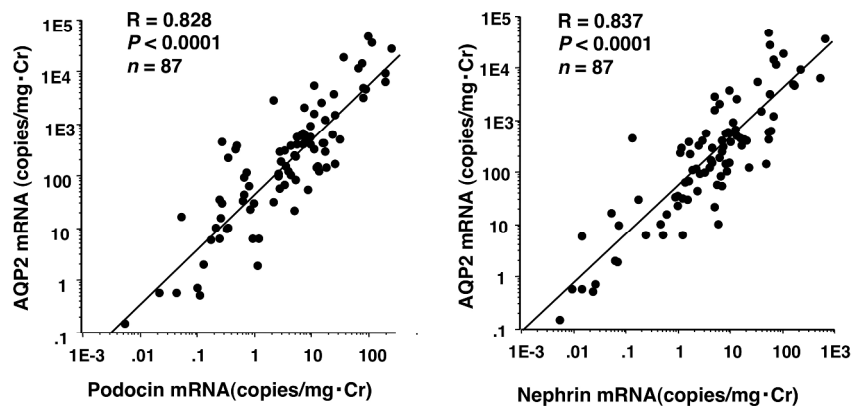 R = 0.828
P < 0.0001
n = 87
1E5
1E4
1E3
100
10
1
.1
AQP2 mRNA (copies/mg·Cr)
1E-3 .01 .1 1 10 100
Podocin mRNA(copies/mg·Cr)
R = 0.837
P < 0.0001
n = 87
1E5
1E4
1E3
100
10
1
.1
AQP2 mRNA (copies/mg·Cr)
1E-3 .01 .1 1 10 100 1E3
Nephrin mRNA(copies/mg·Cr)